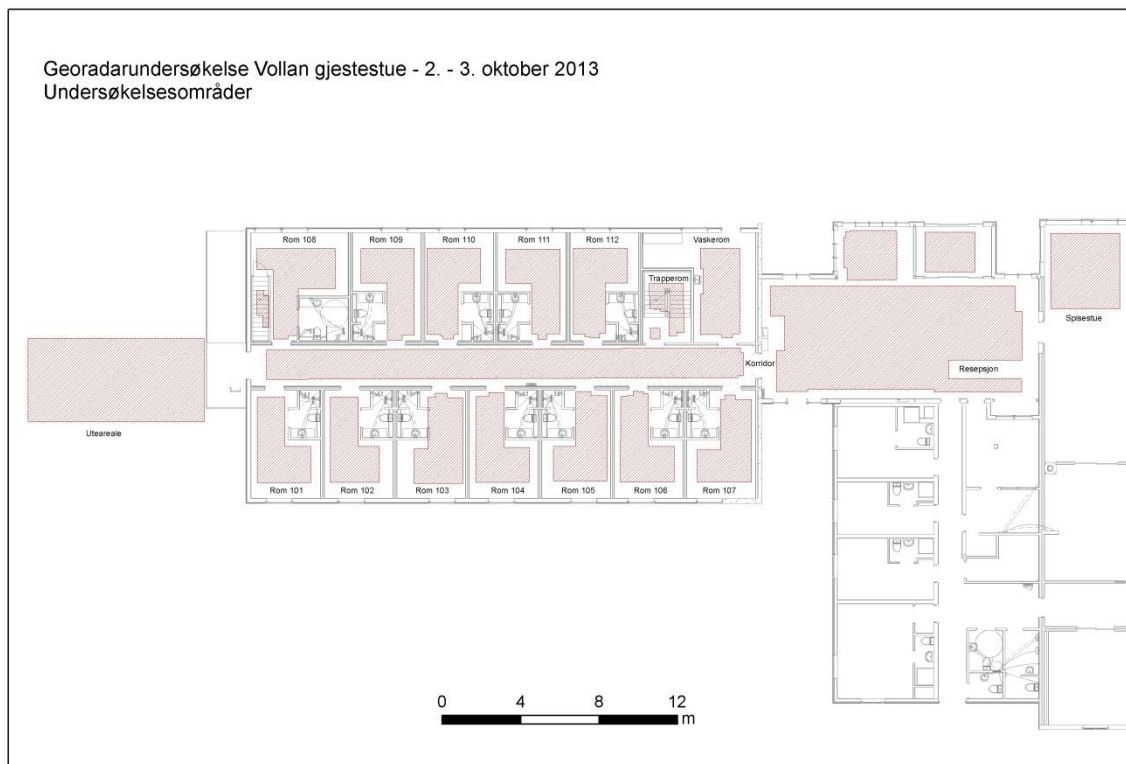 Georadarundersøkelse Vollan gjestestue - 2. - 3. oktober 2013
Undersøkelsesområder
Rom 108
Rom 109
Rom 110
Rom 111
Rom 112
Vaskerom
Trapperom
Spisestue
Korridor
Resepsjon
Uteareale
Rom 101
Rom 102
Rom 103
Rom 104
Rom 105
Rom 106
Rom 107
0 4 8 12
m